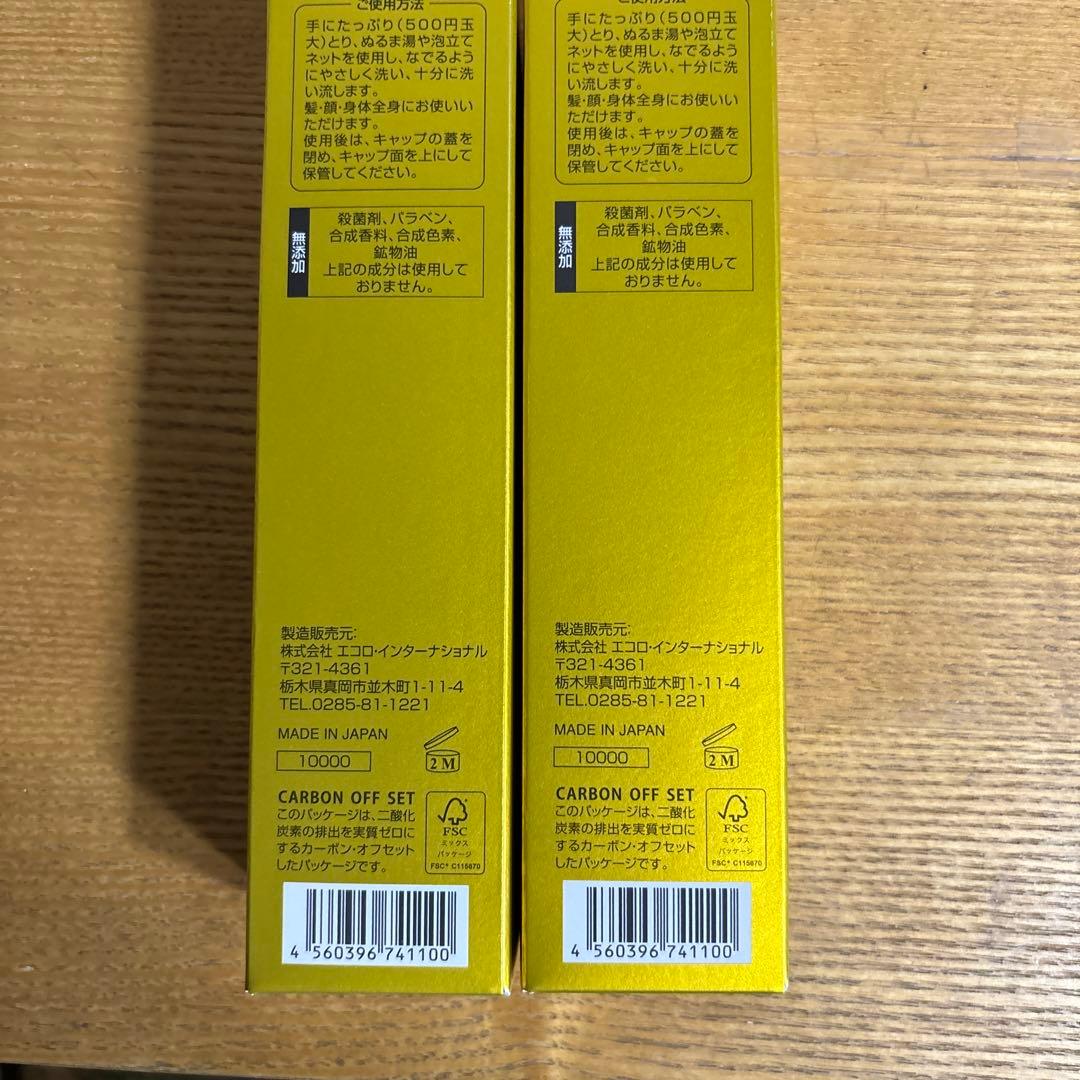 ご使用方法
手にたっぷり(500円玉
大)とり、ぬるま湯や泡立て
ネットを使用し、なでるよう
にやさしく洗い、十分に洗
い流します。
髪・顔・身体全身にお使いい
ただけます。
使用後は、キャップの蓋を
閉め、キャップ面を上にして
保管してください。
無添加
殺菌剤、パラベン、
合成香料、合成色素、
鉱物油
上記の成分は使用して
おりません。
製造販売元:
株式会社 エコロ・インターナショナル
〒321-4361
栃木県真岡市並木町1-11-4
TEL.0285-81-1221
MADE IN JAPAN
10000
2 M
CARBON OFF SET
このパッケージは、二酸化
炭素の排出を実質ゼロに
するカーボン・オフセット
したパッケージです。
FSC
ミックス
パッケージ
FSC® C115670
4 560396 741100
ご使用方法
手にたっぷり(500円玉
大)とり、ぬるま湯や泡立て
ネットを使用し、なでるよう
にやさしく洗い、十分に洗
い流します。
髪・顔・身体全身にお使いい
ただけます。
使用後は、キャップの蓋を
閉め、キャップ面を上にして
保管してください。
無添加
殺菌剤、パラベン、
合成香料、合成色素、
鉱物油
上記の成分は使用して
おりません。
製造販売元:
株式会社 エコロ・インターナショナル
〒321-4361
栃木県真岡市並木町1-11-4
TEL.0285-81-1221
MADE IN JAPAN
10000
2 M
CARBON OFF SET
このパッケージは、二酸化
炭素の排出を実質ゼロに
するカーボン・オフセット
したパッケージです。
FSC
ミックス
パッケージ
FSC® C115670
4 560396 741100